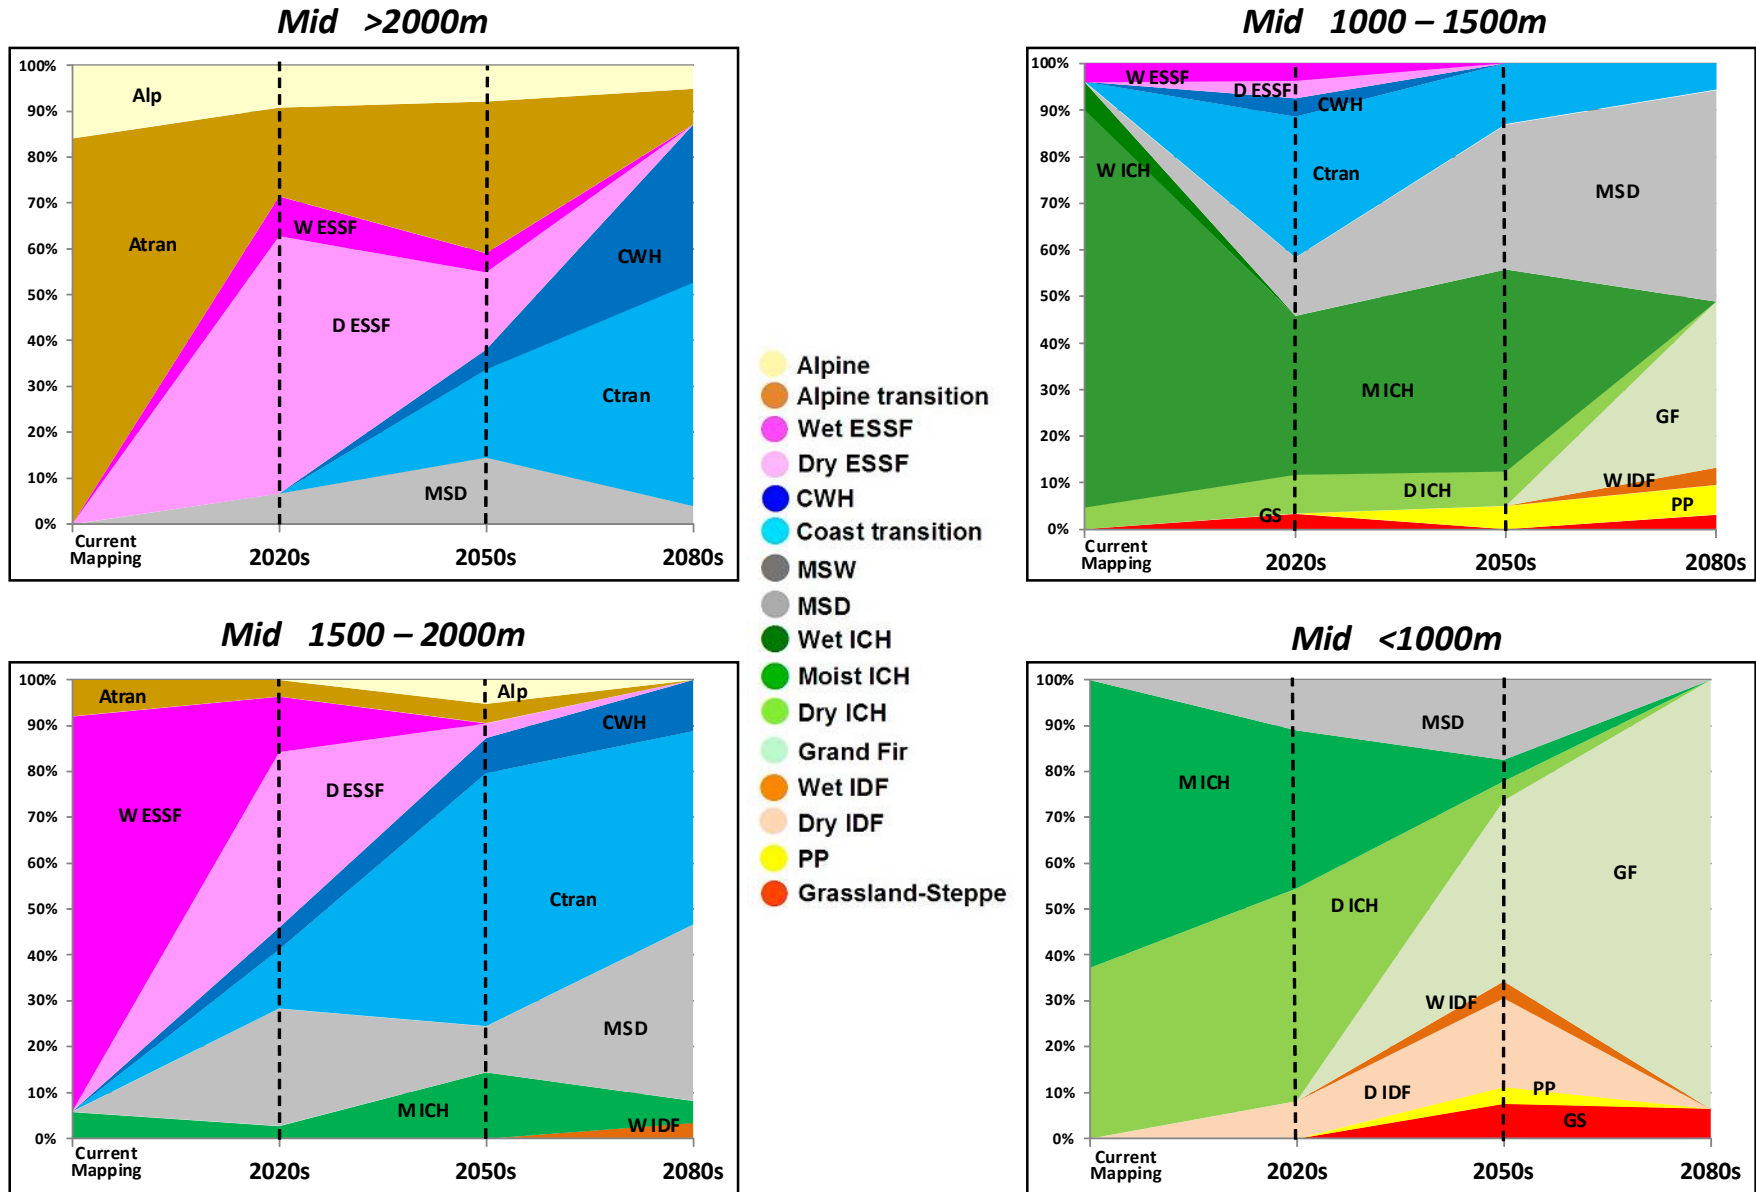 Mid >2000m
100%
90%
80%
70%
60%
50%
40%
30%
20%
10%
0%
Alp
Atran
W ESSF
D ESSF
CWH
Ctran
MSD
Current
Mapping
2020s
2050s
2080s
Mid 1000 – 1500m
100%
90%
80%
70%
60%
50%
40%
30%
20%
10%
0%
W ESSF
D ESSF
CWH
W ICH
Ctran
MSD
M ICH
GF
D ICH
W IDF
PP
GS
Current
Mapping
2020s
2050s
2080s
Alpine
Alpine transition
Wet ESSF
Dry ESSF
CWH
Coast transition
MSW
MSD
Wet ICH
Moist ICH
Dry ICH
Grand Fir
Wet IDF
Dry IDF
PP
Grassland-Steppe
Mid 1500 – 2000m
100%
90%
80%
70%
60%
50%
40%
30%
20%
10%
0%
Atran
Alp
CWH
W ESSF
D ESSF
Ctran
MSD
M ICH
W IDF
Current
Mapping
2020s
2050s
2080s
Mid <1000m
100%
90%
80%
70%
60%
50%
40%
30%
20%
10%
0%
MSD
M ICH
GF
D ICH
W IDF
D IDF
PP
GS
Current
Mapping
2020s
2050s
2080s